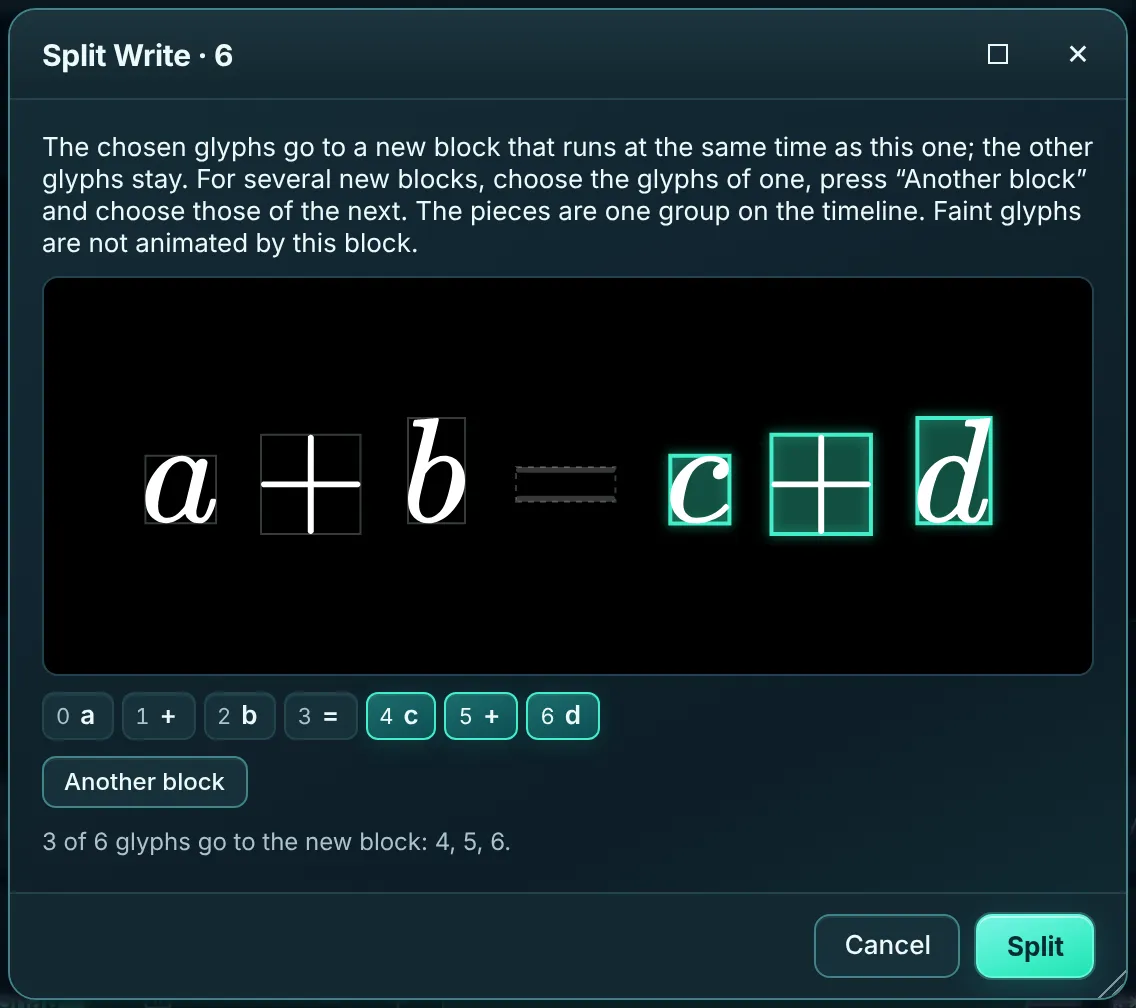 Split Write · 6
The chosen glyphs go to a new block that runs at the same time as this one; the other
glyphs stay. For several new blocks, choose the glyphs of one, press “Another block”
and choose those of the next. The pieces are one group on the timeline. Faint glyphs
are not animated by this block.
a + b = c + d
0 a 1 + 2 b 3 = 4 c 5 + 6 d
Another block
3 of 6 glyphs go to the new block: 4, 5, 6.
Cancel Split